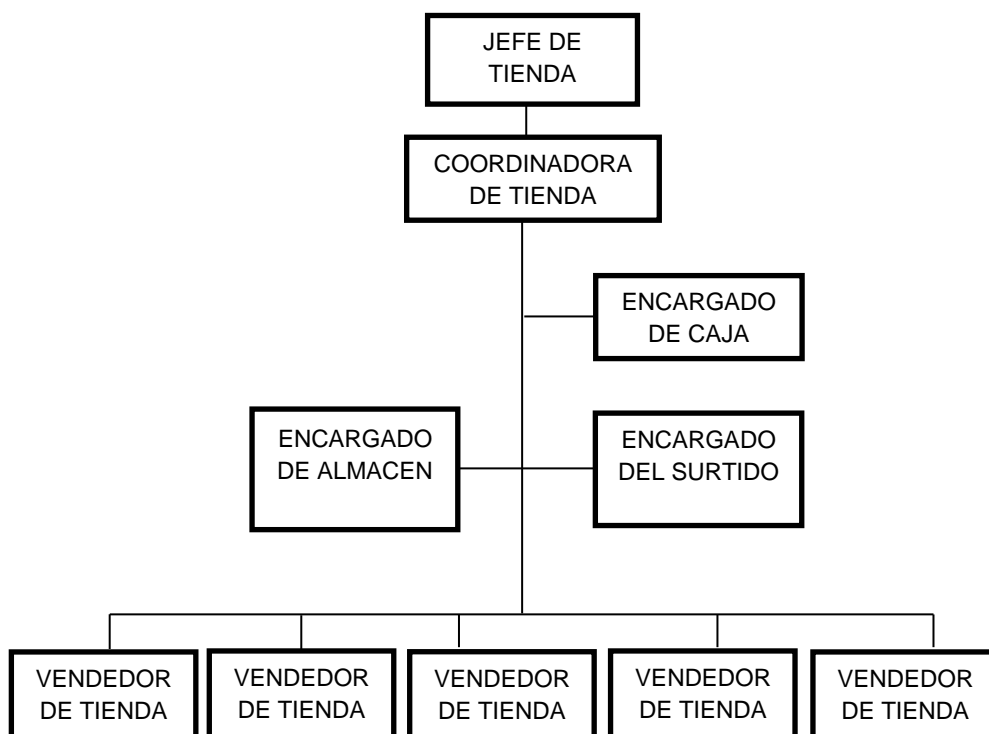 JEFE DE
TIENDA
COORDINADORA
DE TIENDA
ENCARGADO
DE CAJA
ENCARGADO
DE ALMACEN
ENCARGADO
DEL SURTIDO
VENDEDOR
DE TIENDA
VENDEDOR
DE TIENDA
VENDEDOR
DE TIENDA
VENDEDOR
DE TIENDA
VENDEDOR
DE TIENDA